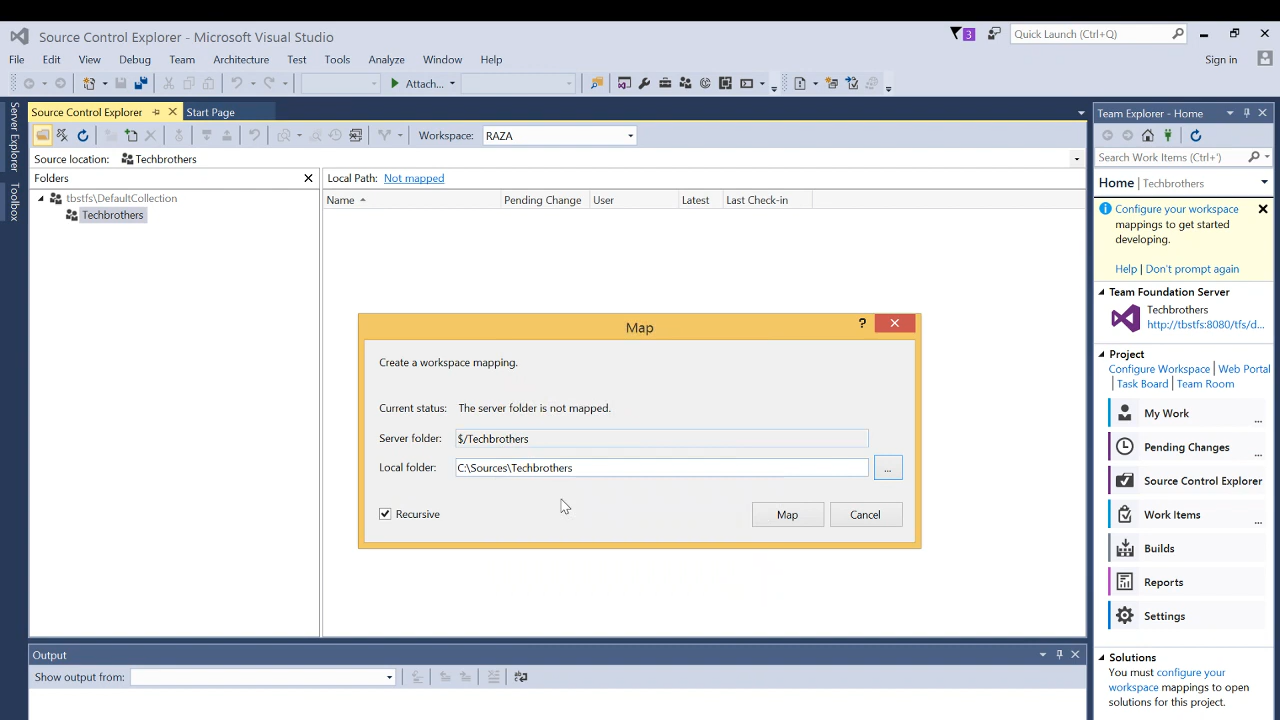 Source Control Explorer - Microsoft Visual Studio
3
Quick Launch (Ctrl+Q)
File Edit View Debug Team Architecture Test Tools Analyze Window Help
Sign in
Attach...
Server Explorer
Toolbox
Source Control Explorer
Start Page
Workspace: RAZA
Source location: Techbrothers
Folders
tbstfs\DefaultCollection
Techbrothers
Local Path: Not mapped
Name Pending Change User Latest Last Check-in
Map
?
Create a workspace mapping.
Current status: The server folder is not mapped.
Server folder: $/Techbrothers
Local folder: C:\Sources\Techbrothers
...
Recursive
Map
Cancel
Output
Show output from:
Team Explorer - Home
Search Work Items (Ctrl+')
Home | Techbrothers
Configure your workspace
mappings to get started
developing.
Help | Don't prompt again
Team Foundation Server
Techbrothers
http://tbstfs:8080/tfs/d...
Project
Configure Workspace | Web Portal
| Task Board | Team Room
My Work
...
Pending Changes
...
Source Control Explorer
Work Items
...
Builds
Reports
Settings
Solutions
You must configure your
workspace mappings to open
solutions for this project.